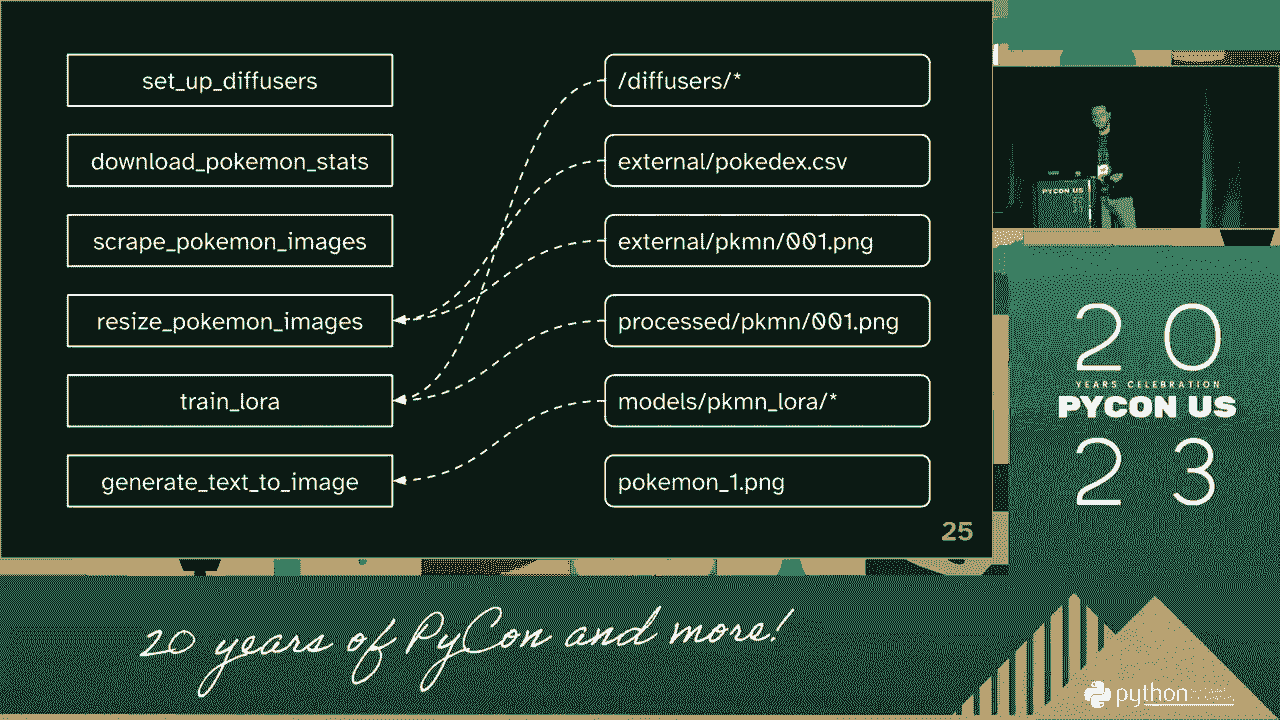 set_up_diffusers
/diffusers/*
download_pokemon_stats
external/pokedex.csv
scrape_pokemon_images
external/pkmn/001.png
resize_pokemon_images
processed/pkmn/001.png
train_lora
models/pkmn_lora/*
generate_text_to_image
pokemon_1.png
25
PYCON US
20
YEARS CELEBRATION
PYCON US
23
20 years of PyCon and more!
python